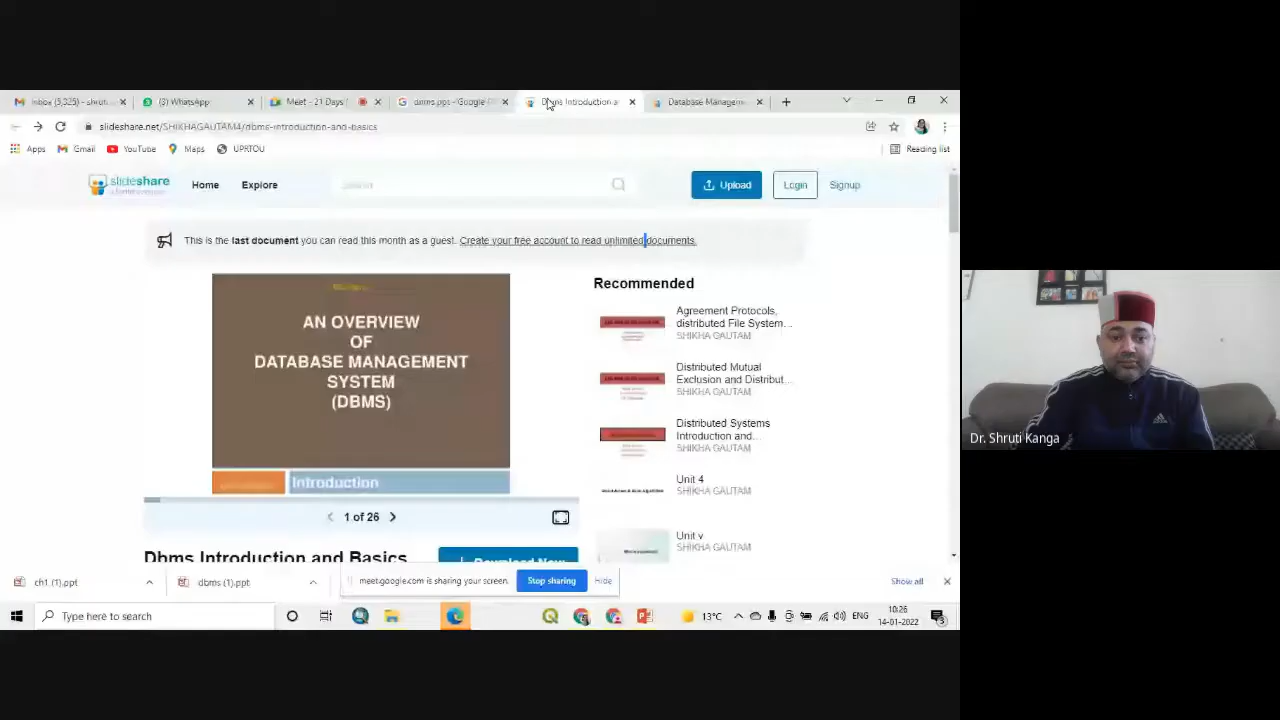 Inbox (5,325) - shrut
(3) WhatsApp
Meet - 21 Days
dbms.ppt - Google
Dbms Introduction a
Database Managem
slideshare.net/SHIKHAGAUTAM4/dbms-introduction-and-basics
Apps
Gmail
YouTube
Maps
UPRTOU
Reading list
slideshare
Home
Explore
Search
Upload
Login
Signup
This is the last document you can read this month as a guest. Create your free account to read unlimited documents.
AN OVERVIEW
OF
DATABASE MANAGEMENT
SYSTEM
(DBMS)
Introduction
1 of 26
Dbms Introduction and Basics
Download Now
Recommended
Agreement Protocols,
distributed File System...
SHIKHA GAUTAM
Distributed Mutual
Exclusion and Distribut...
SHIKHA GAUTAM
Distributed Systems
Introduction and...
SHIKHA GAUTAM
Unit 4
SHIKHA GAUTAM
Unit v
SHIKHA GAUTAM
Dr. Shruti Kanga
ch1 (1).ppt
dbms (1).ppt
meet.google.com is sharing your screen.
Stop sharing
Hide
Show all
Type here to search
13°C
ENG
10:26
14-01-2022
3